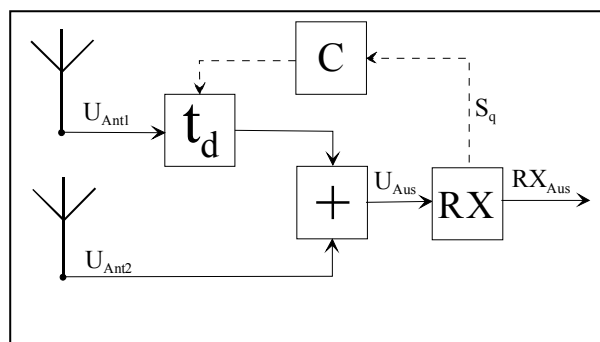 C
U_Ant1
t_d
S_q
U_Aus
RX_Aus
+
RX
U_Ant2